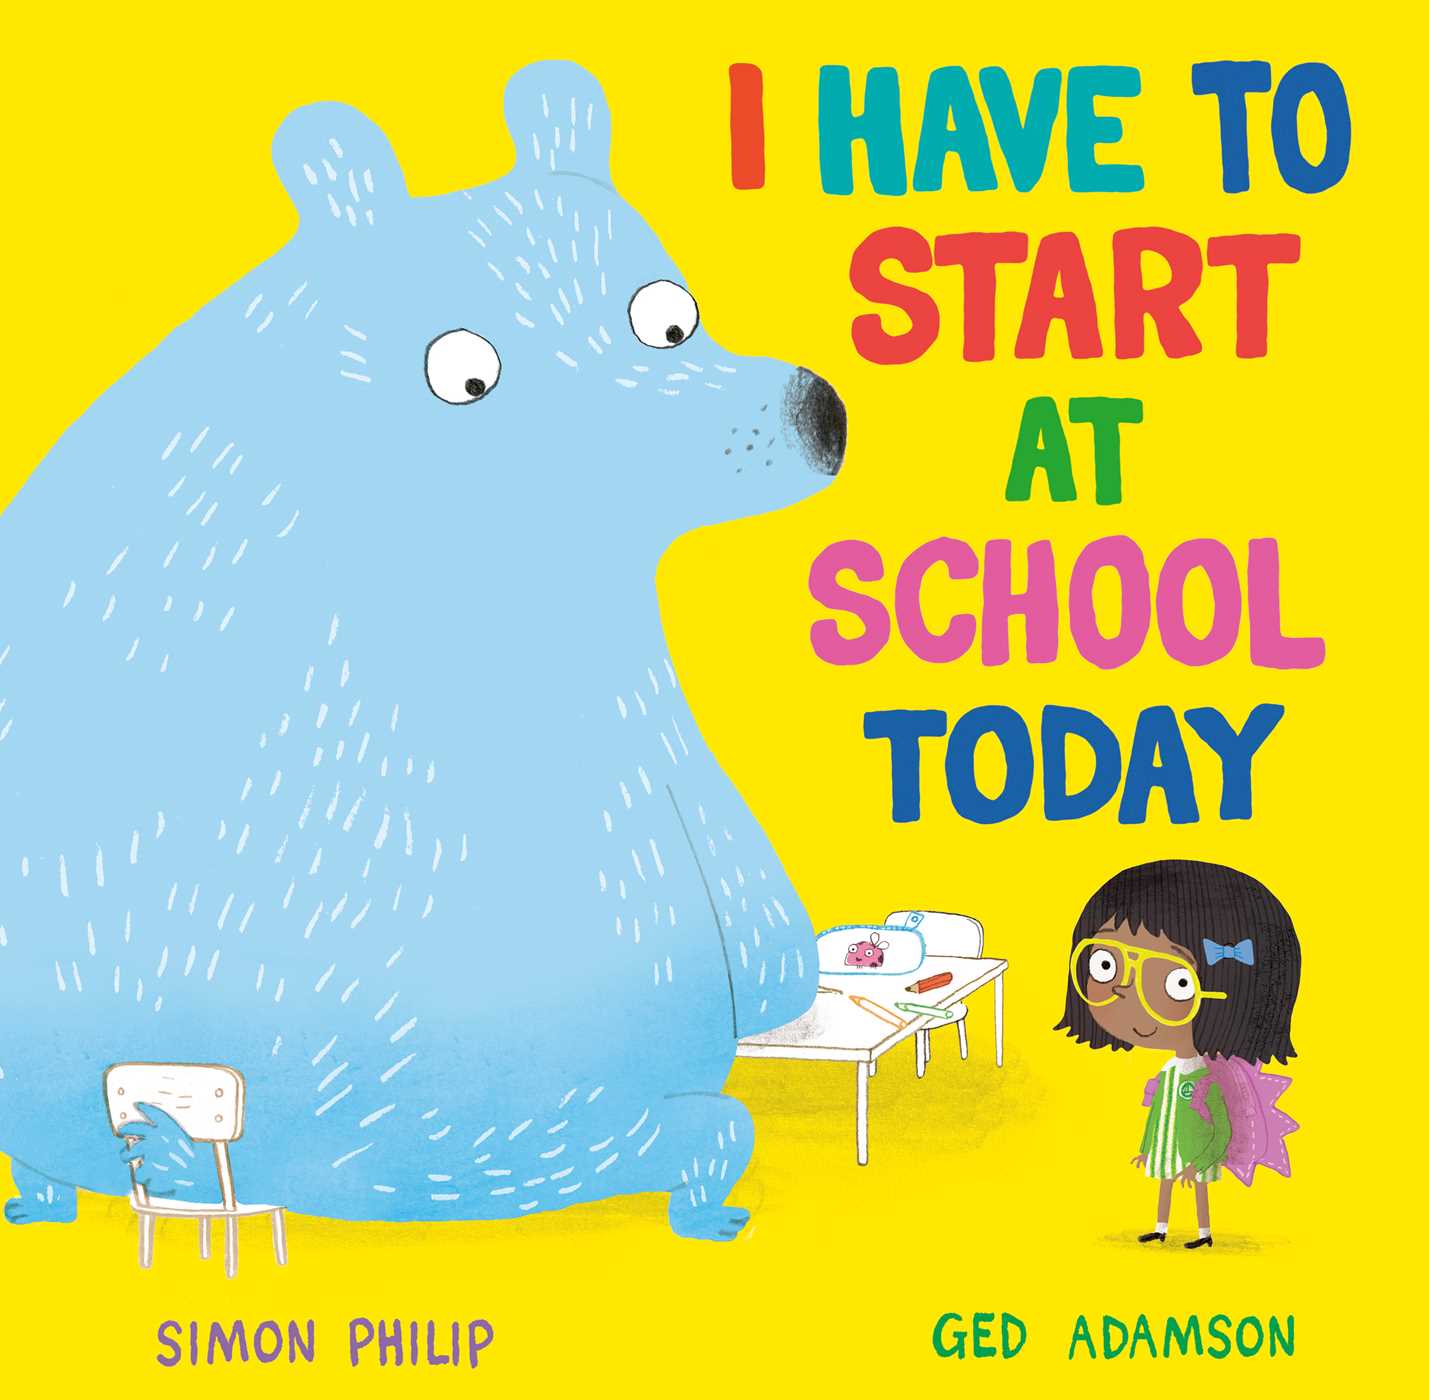 I HAVE TO
START
AT
SCHOOL
TODAY
SIMON PHILIP
GED ADAMSON